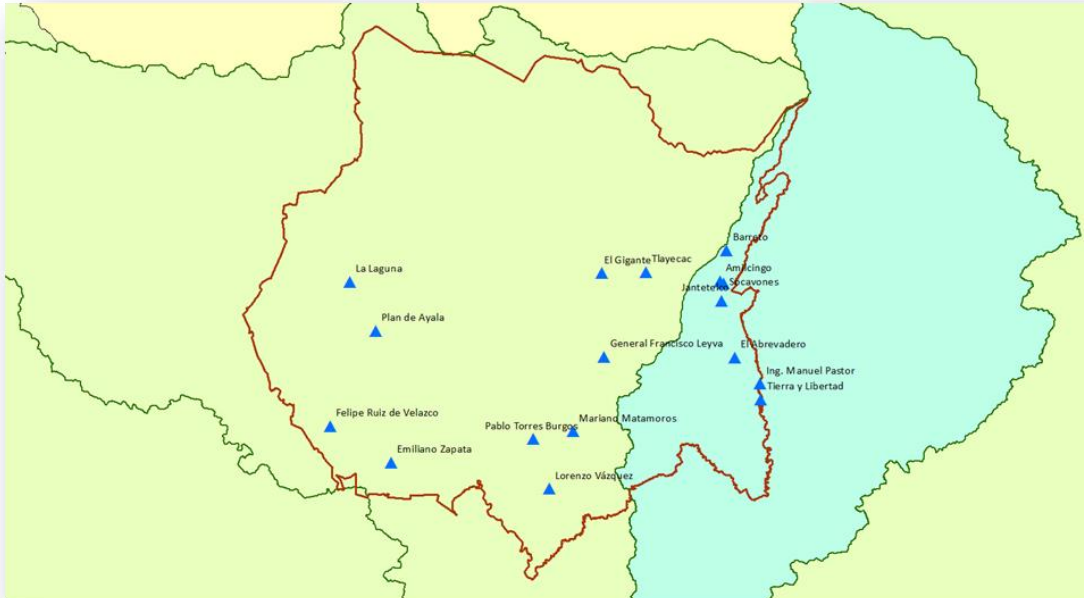 Barreto
El Gigante
Tlayecac
Amilcingo
La Laguna
Socavones
Jantetelco
Plan de Ayala
General Francisco Leyva
El Abrevadero
Ing. Manuel Pastor
Tierra y Libertad
Felipe Ruiz de Velazco
Pablo Torres Burgos
Mariano Matamoros
Emiliano Zapata
Lorenzo Vázquez